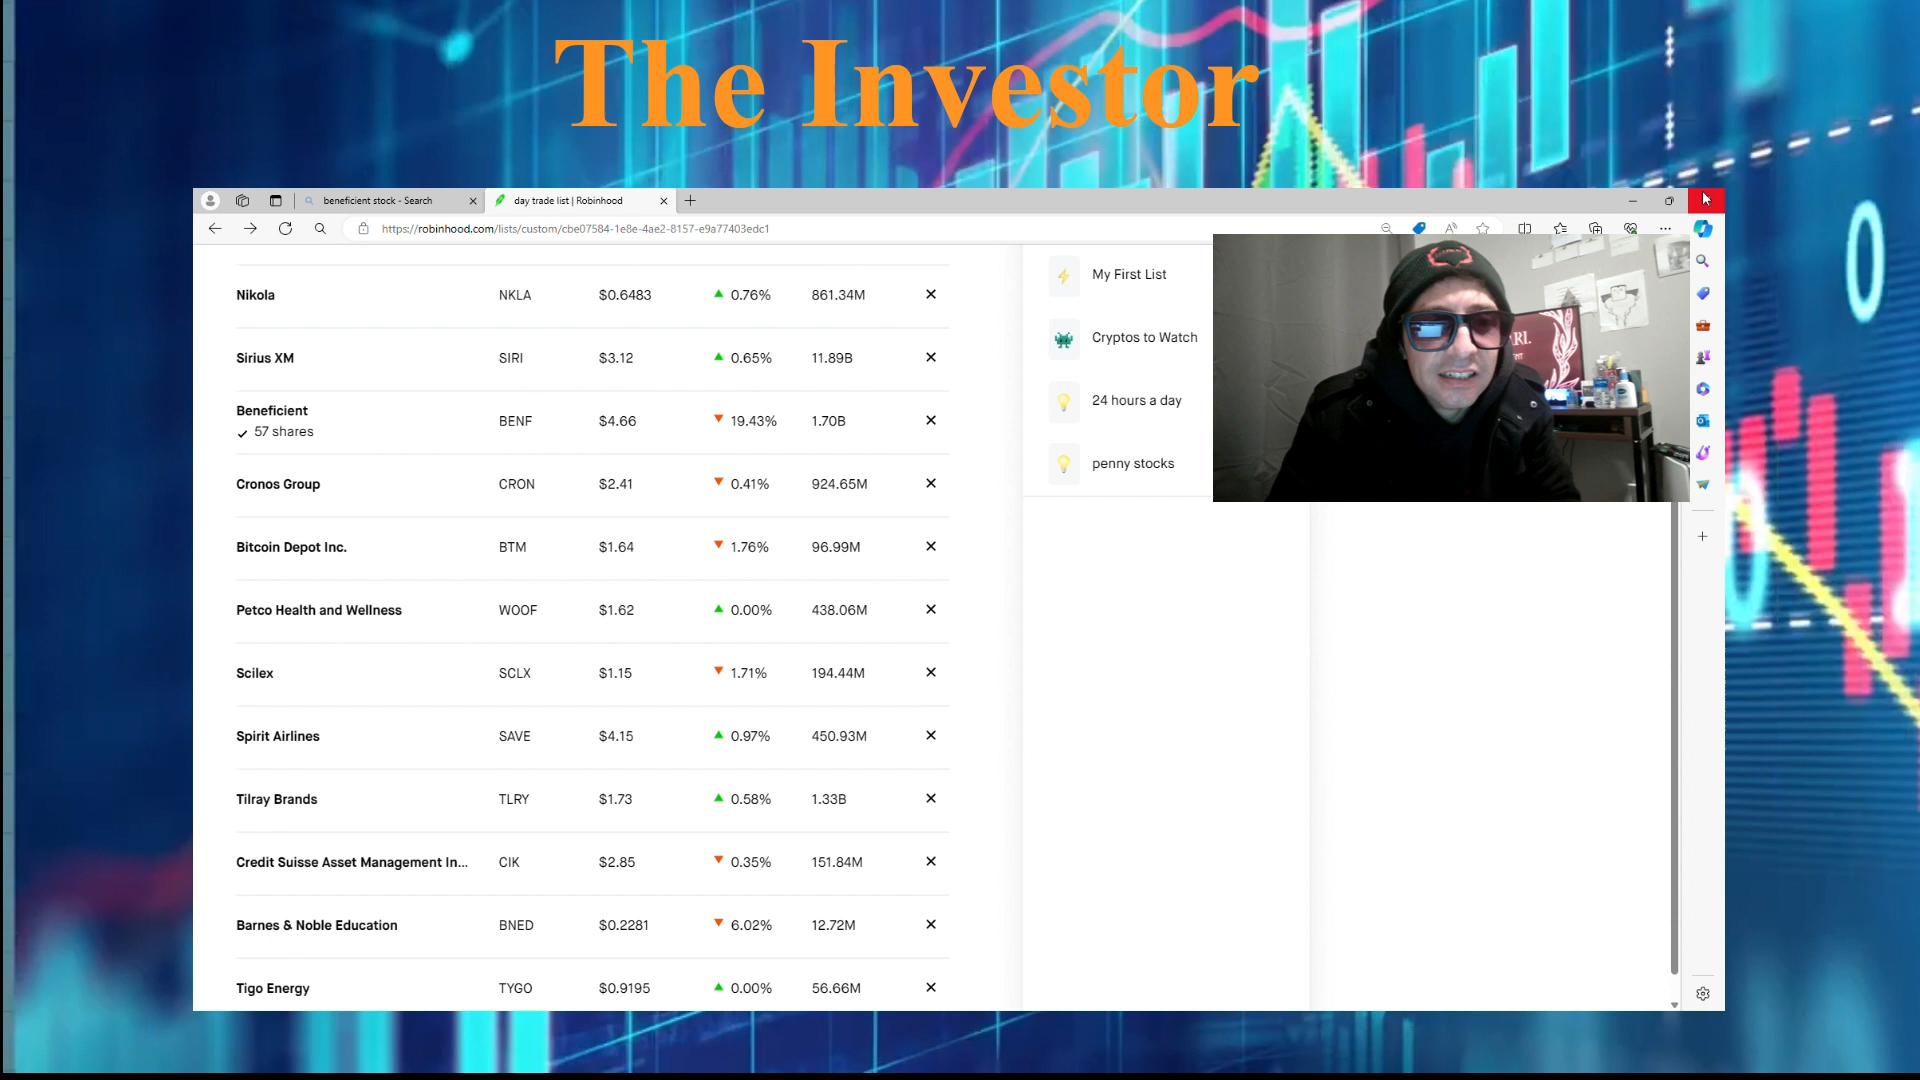 The Investor
beneficient stock - Search
day trade list | Robinhood
https://robinhood.com/lists/custom/cbe07584-1e8e-4ae2-8157-e9a77403edc1
Nikola NKLA $0.6483 0.76% 861.34M
Sirius XM SIRI $3.12 0.65% 11.89B
Beneficient BENF $4.66 19.43% 1.70B
57 shares
Cronos Group CRON $2.41 0.41% 924.65M
Bitcoin Depot Inc. BTM $1.64 1.76% 96.99M
Petco Health and Wellness WOOF $1.62 0.00% 438.06M
Scilex SCLX $1.15 1.71% 194.44M
Spirit Airlines SAVE $4.15 0.97% 450.93M
Tilray Brands TLRY $1.73 0.58% 1.33B
Credit Suisse Asset Management In... CIK $2.85 0.35% 151.84M
Barnes & Noble Education BNED $0.2281 6.02% 12.72M
Tigo Energy TYGO $0.9195 0.00% 56.66M
My First List
Cryptos to Watch
24 hours a day
penny stocks
0